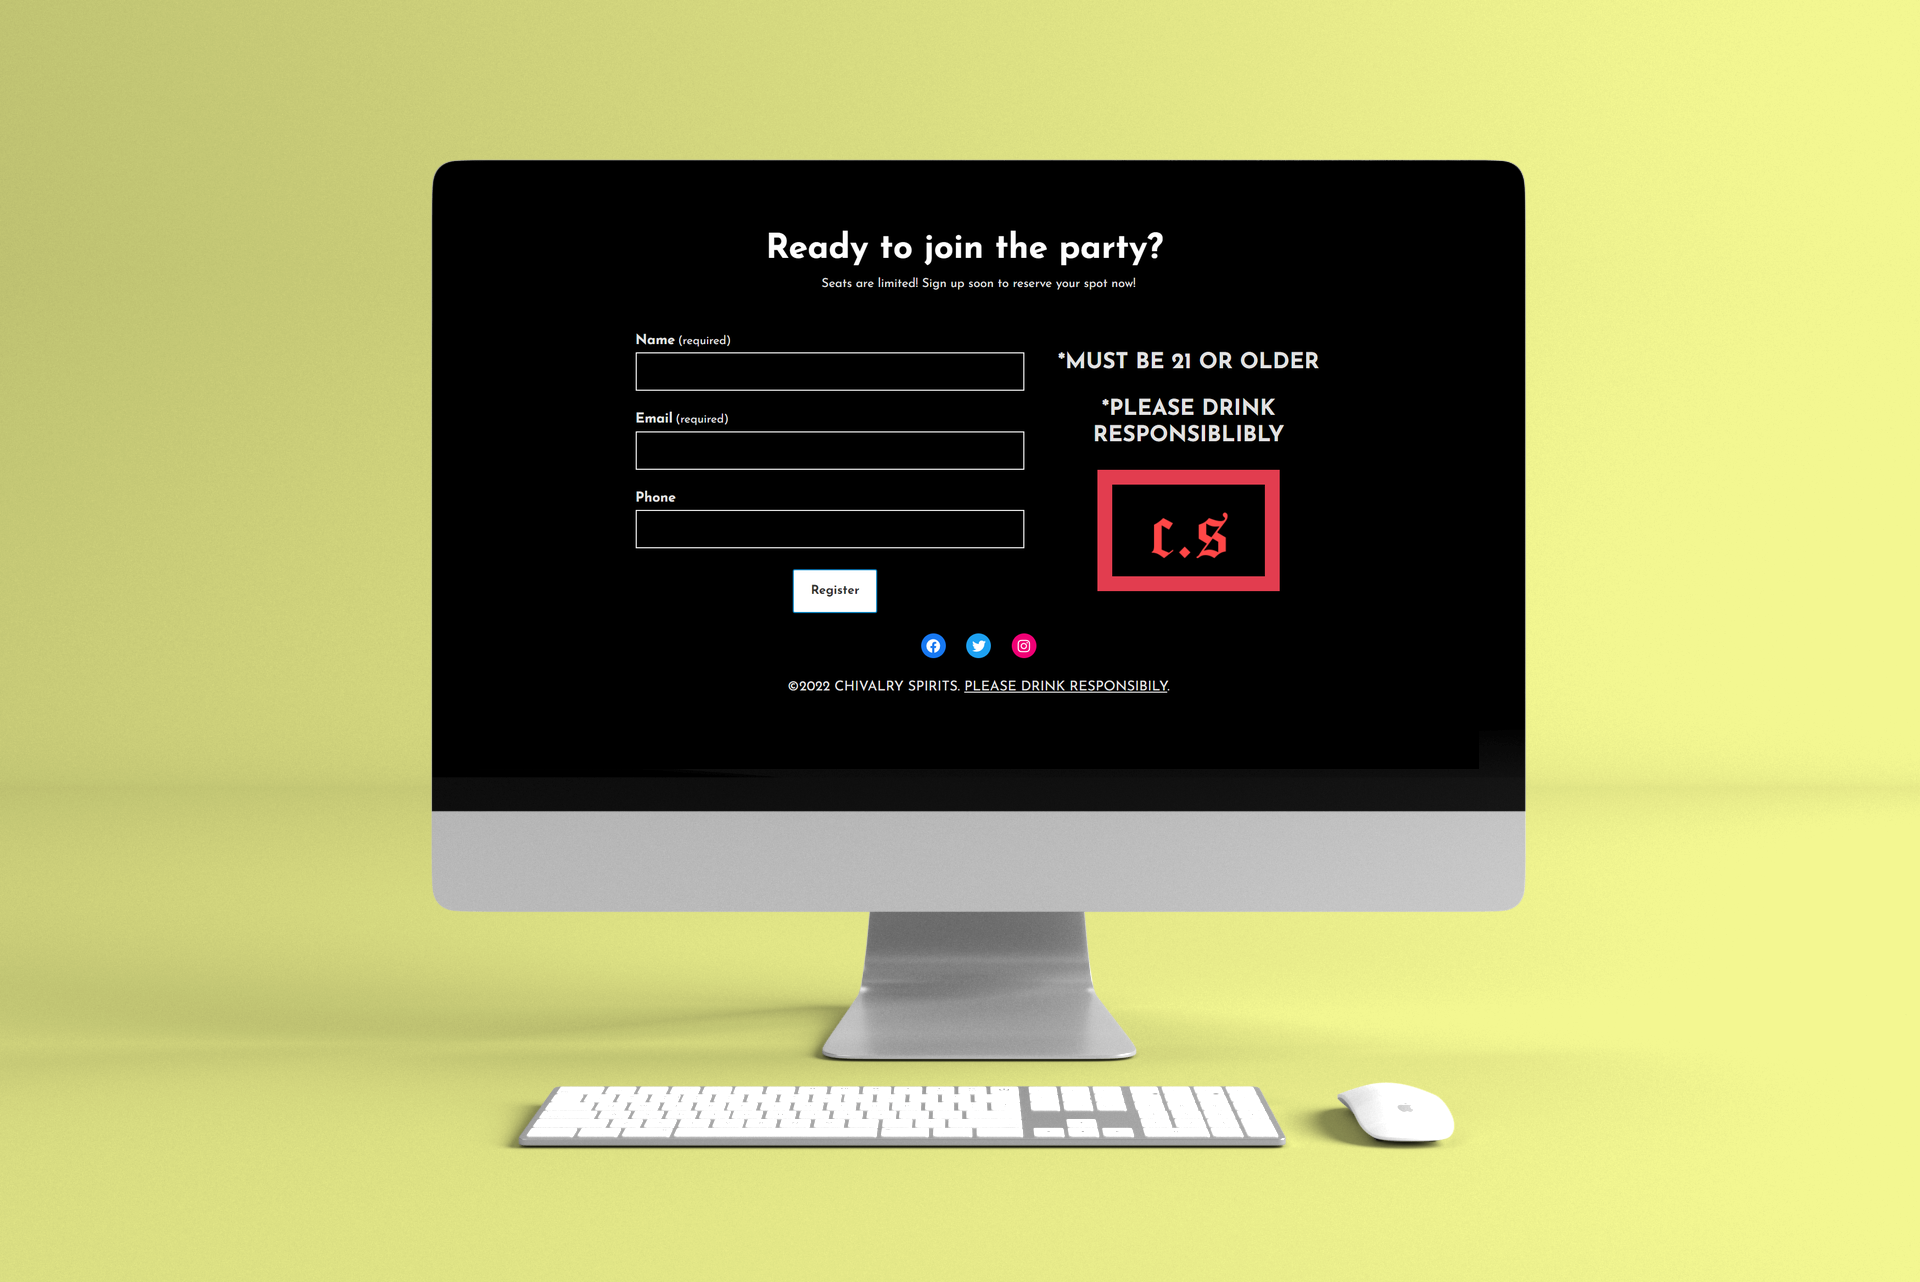 Ready to join the party?
Seats are limited! Sign up soon to reserve your spot now!
Name (required)
Email (required)
Phone
Register
*MUST BE 21 OR OLDER
*PLEASE DRINK
RESPONSIBLIBLY
c.s
©2022 CHIVALRY SPIRITS. PLEASE DRINK RESPONSIBILY.